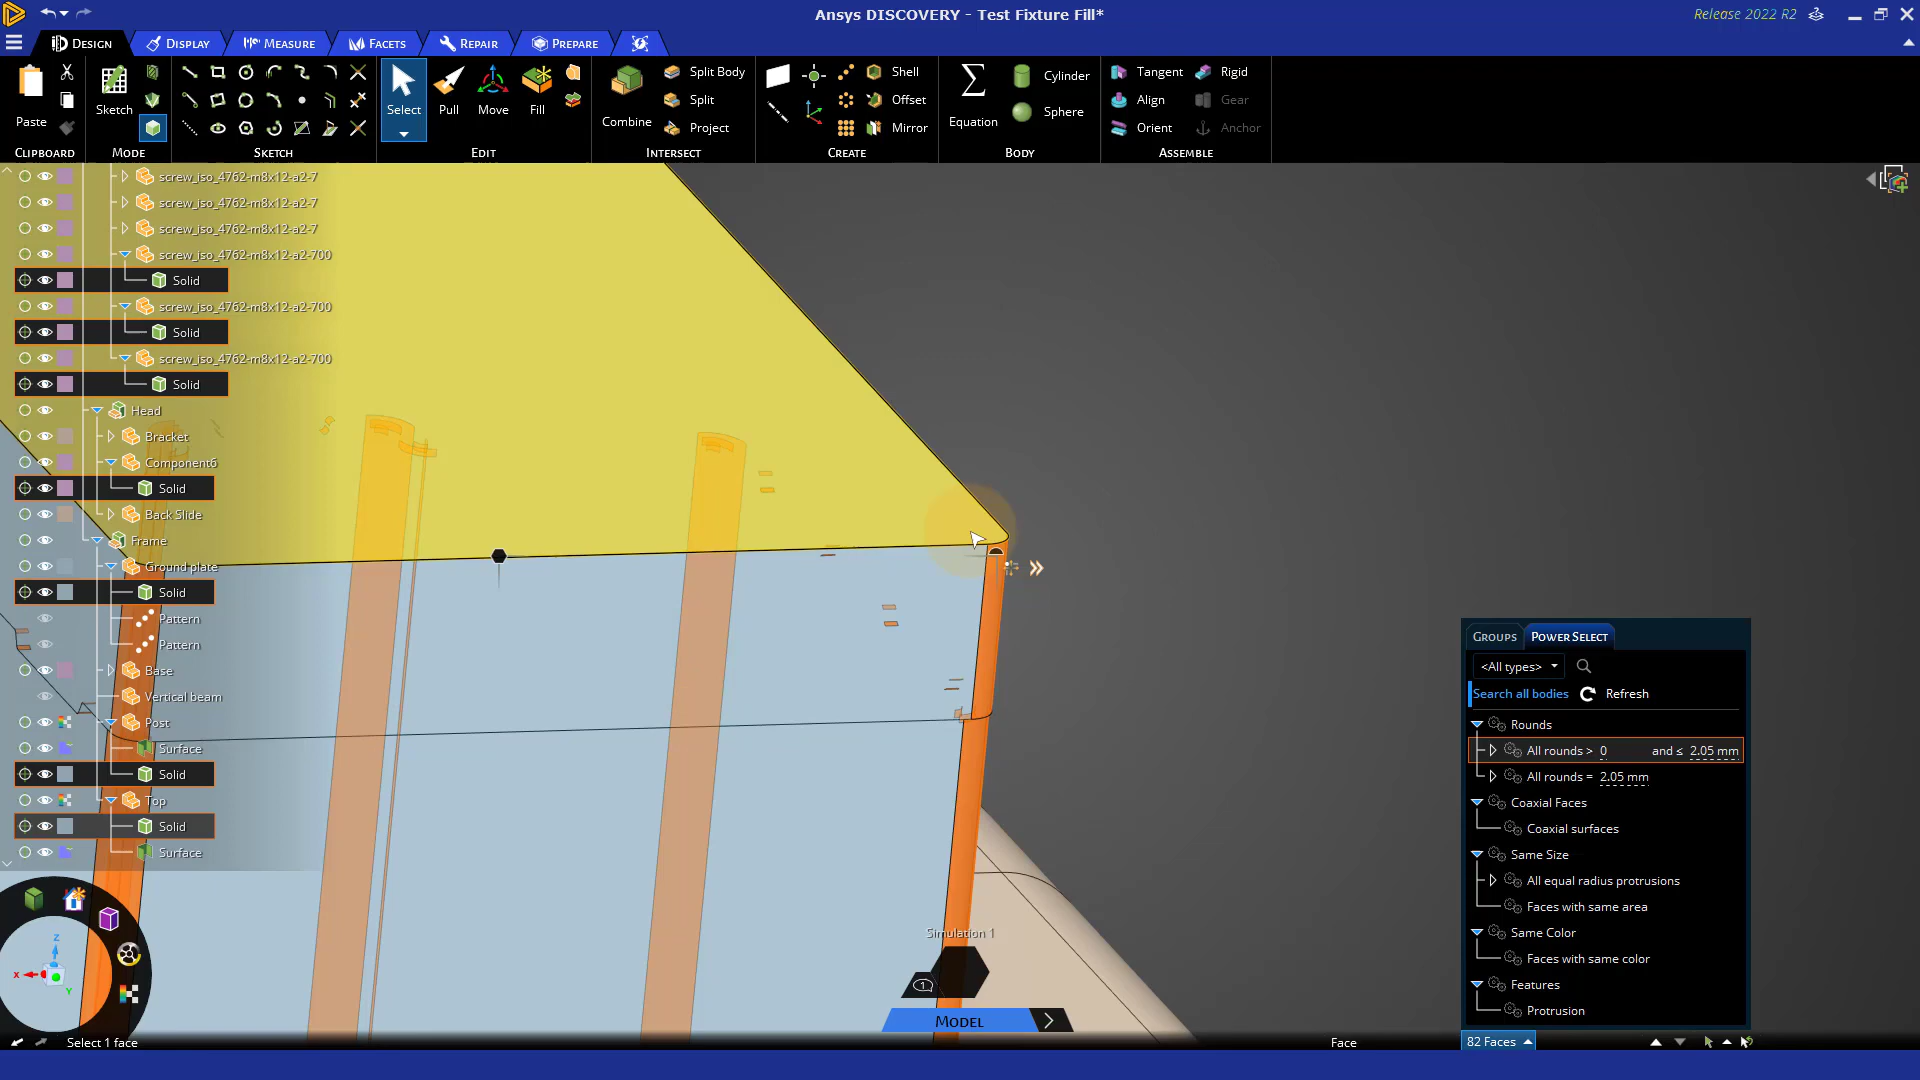 Ansys DISCOVERY - Test Fixture Fill*
Release 2022 R2
Design
Display
Measure
Facets
Repair
Prepare
Paste
Sketch
Select
Pull
Move
Fill
Combine
Split Body
Split
Project
Shell
Offset
Mirror
Equation
Cylinder
Sphere
Tangent
Align
Orient
Rigid
Gear
Anchor
Clipboard
Mode
Sketch
Edit
Intersect
Create
Body
Assemble
screw_iso_4762-m8x12-a2-7
screw_iso_4762-m8x12-a2-7
screw_iso_4762-m8x12-a2-7
screw_iso_4762-m8x12-a2-700
Solid
screw_iso_4762-m8x12-a2-700
Solid
screw_iso_4762-m8x12-a2-700
Solid
Head
Bracket
Component6
Solid
Back Slide
Frame
Ground plate
Solid
Pattern
Pattern
Base
Vertical beam
Post
Surface
Solid
Top
Solid
Surface
Z
X
Y
Simulation 1
1
Model
Groups
Power Select
<All types>
Search all bodies
Refresh
Rounds
All rounds > 0 and ≤ 2.05 mm
All rounds = 2.05 mm
Coaxial Faces
Coaxial surfaces
Same Size
All equal radius protrusions
Faces with same area
Same Color
Faces with same color
Features
Protrusion
Select 1 face
Face
82 Faces